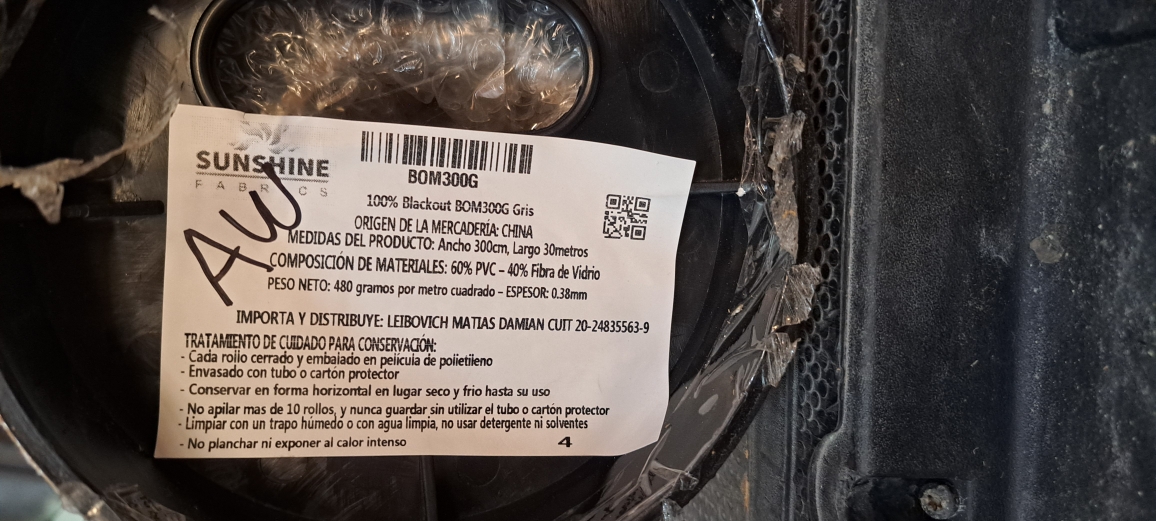 SUNSHINE
FABRICS
BOM300G
AW
100% Blackout BOM300G Gris
ORIGEN DE LA MERCADERÍA: CHINA
MEDIDAS DEL PRODUCTO: Ancho 300cm, Largo 30metros
COMPOSICIÓN DE MATERIALES: 60% PVC – 40% Fibra de Vidrio
PESO NETO: 480 gramos por metro cuadrado – ESPESOR: 0.38mm
IMPORTA Y DISTRIBUYE: LEIBOVICH MATIAS DAMIAN CUIT 20-24835563-9
TRATAMIENTO DE CUIDADO PARA CONSERVACIÓN:
- Cada rollo cerrado y embalado en película de polietileno
- Envasado con tubo o cartón protector
- Conservar en forma horizontal en lugar seco y frio hasta su uso
- No apilar mas de 10 rollos, y nunca guardar sin utilizar el tubo o cartón protector
- Limpiar con un trapo húmedo o con agua limpia, no usar detergente ni solventes
- No planchar ni exponer al calor intenso
4